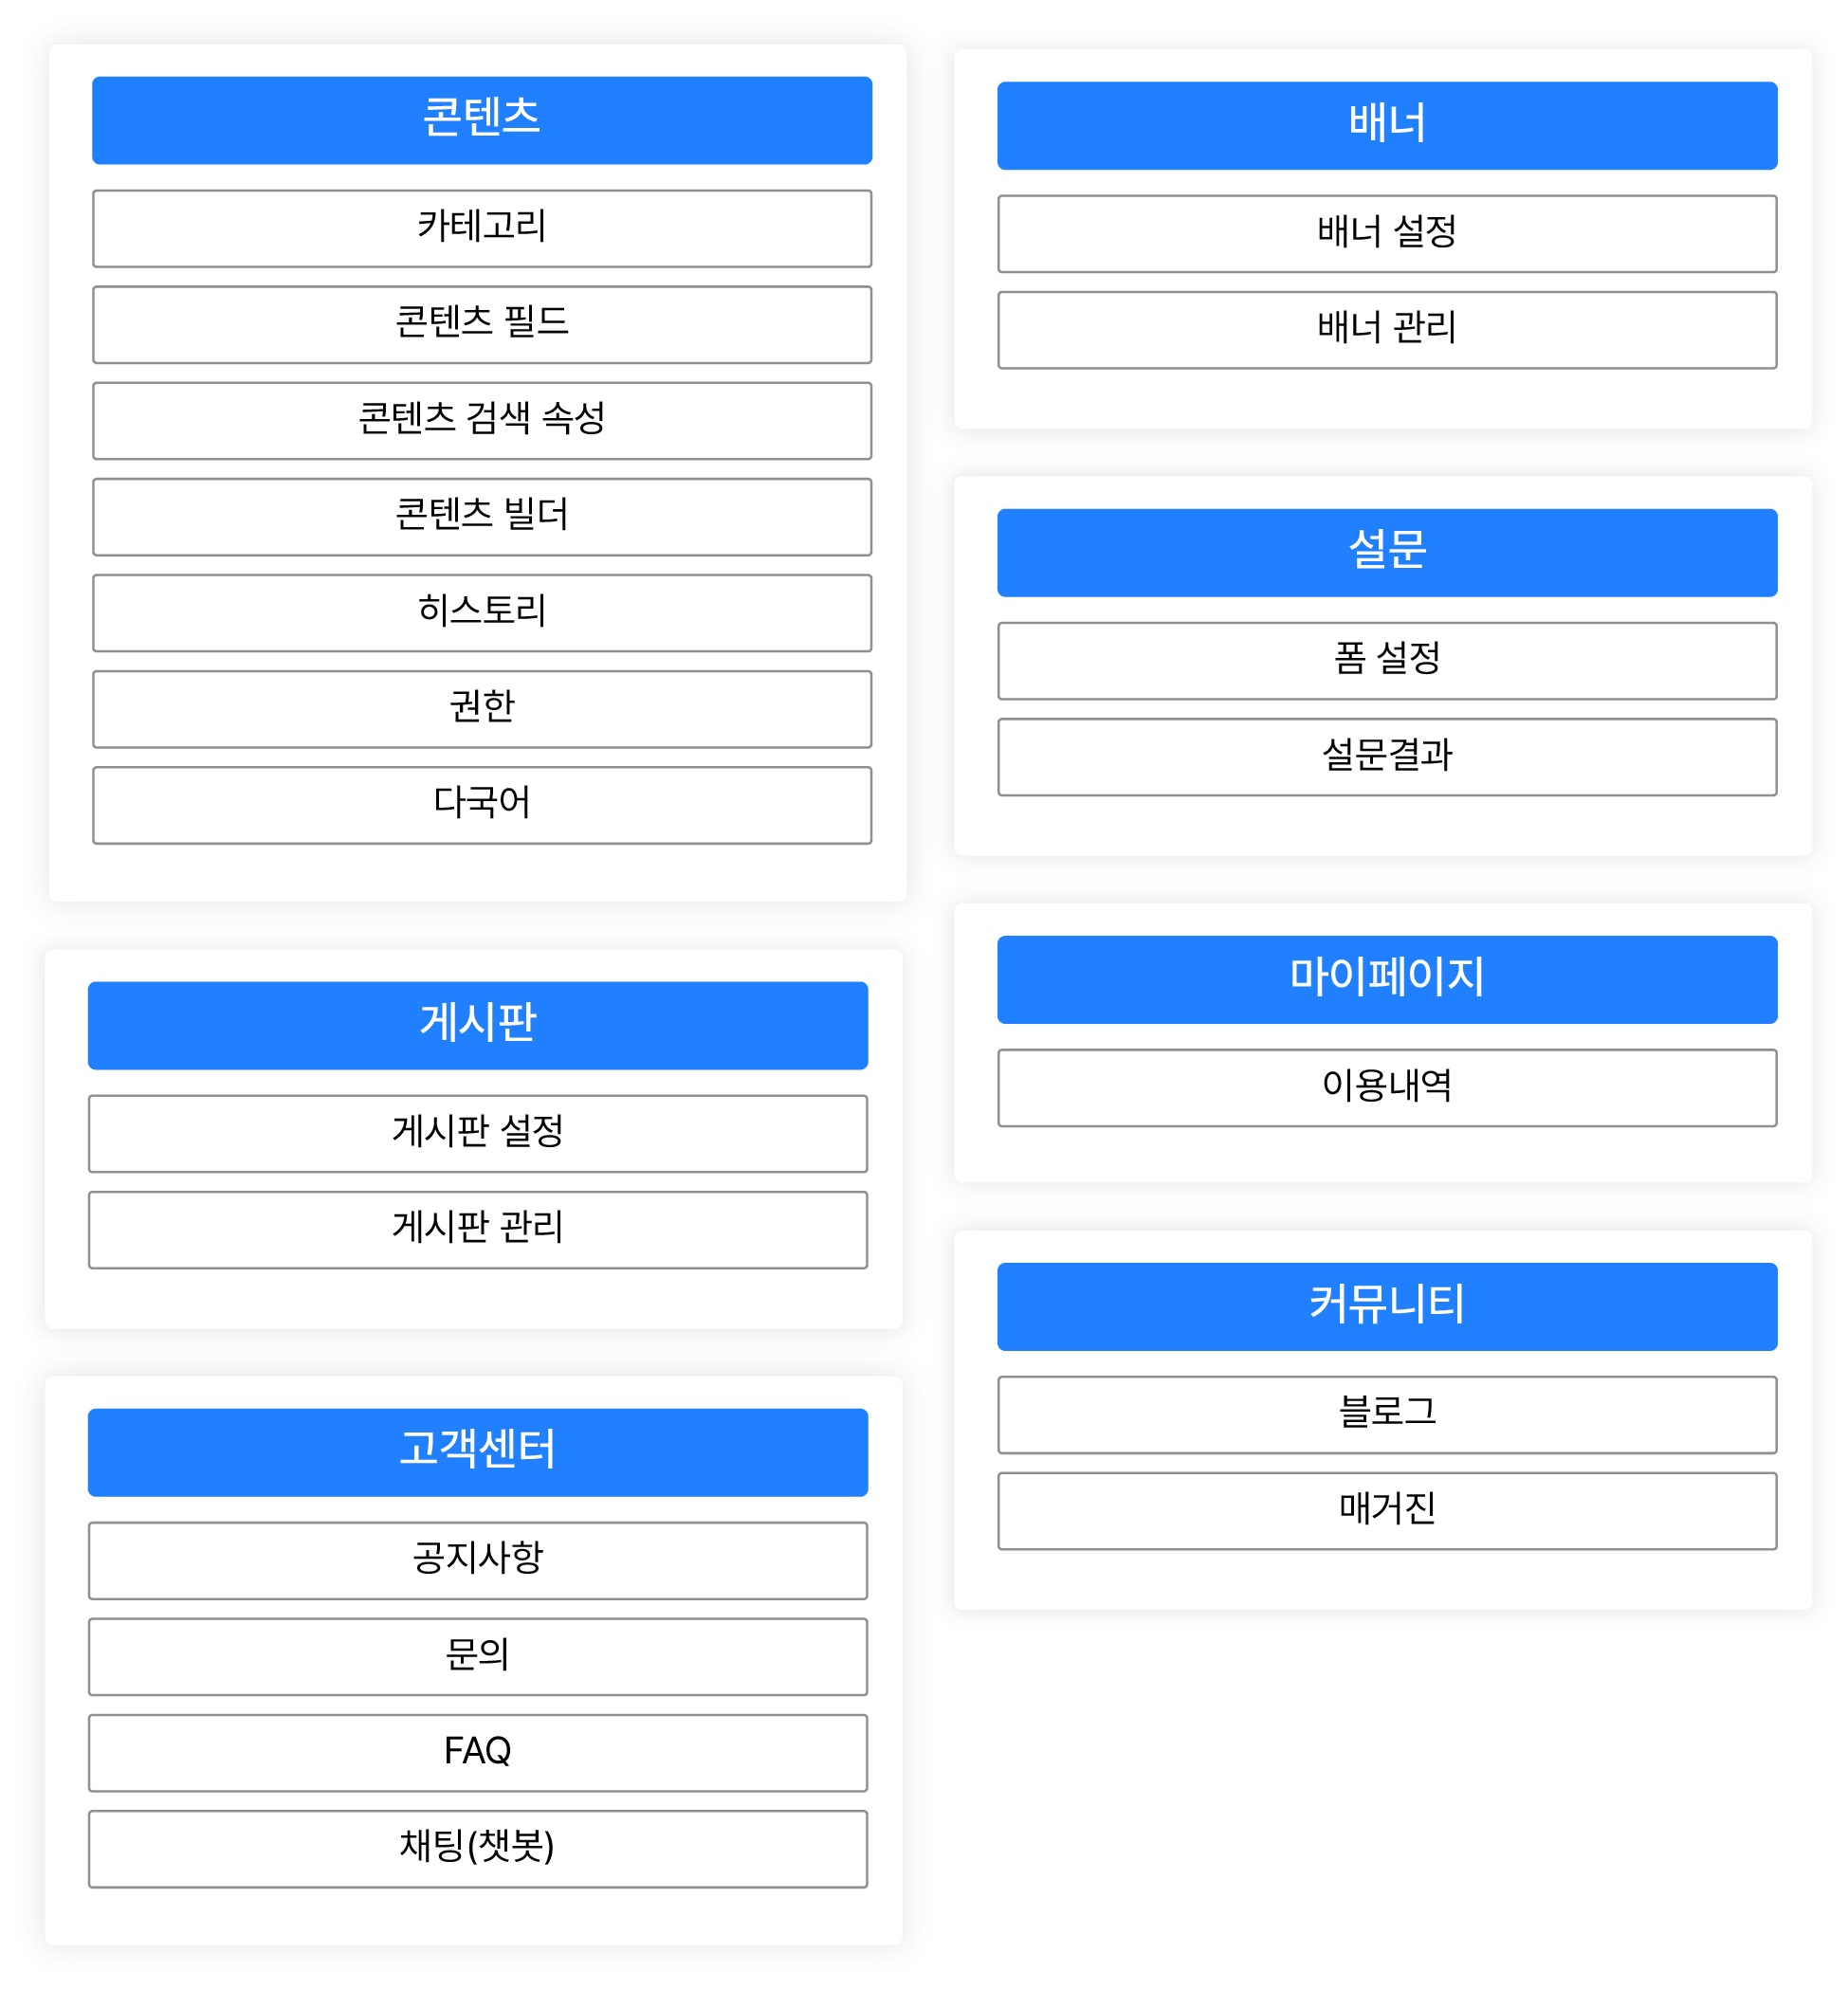 콘텐츠
카테고리
콘텐츠 필드
콘텐츠 검색 속성
콘텐츠 빌더
히스토리
권한
다국어
게시판
게시판 설정
게시판 관리
고객센터
공지사항
문의
FAQ
채팅(챗봇)
배너
배너 설정
배너 관리
설문
폼 설정
설문결과
마이페이지
이용내역
커뮤니티
블로그
매거진